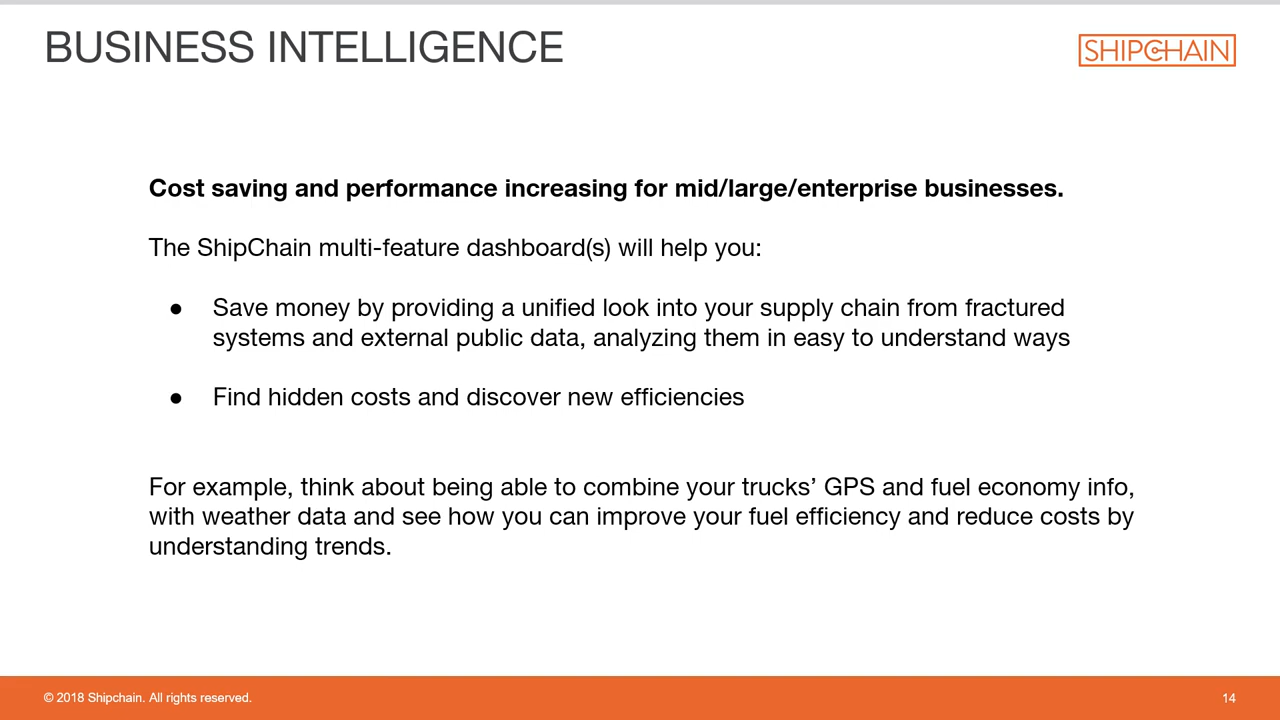 BUSINESS INTELLIGENCE
SHIPCHAIN
Cost saving and performance increasing for mid/large/enterprise businesses.
The ShipChain multi-feature dashboard(s) will help you:
● Save money by providing a unified look into your supply chain from fractured
systems and external public data, analyzing them in easy to understand ways
● Find hidden costs and discover new efficiencies
For example, think about being able to combine your trucks’ GPS and fuel economy info,
with weather data and see how you can improve your fuel efficiency and reduce costs by
understanding trends.
© 2018 Shipchain. All rights reserved.
14